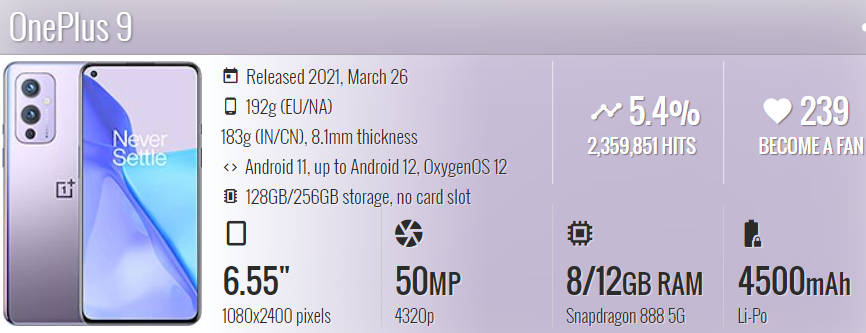 OnePlus 9
Released 2021, March 26
192g (EU/NA)
183g (IN/CN), 8.1mm thickness
Android 11, up to Android 12, OxygenOS 12
128GB/256GB storage, no card slot
5.4%
2,359,851 HITS
239
BECOME A FAN
Never
Settle
1+
6.55"
1080x2400 pixels
50MP
4320p
8/12GB RAM
Snapdragon 888 5G
4500mAh
Li-Po